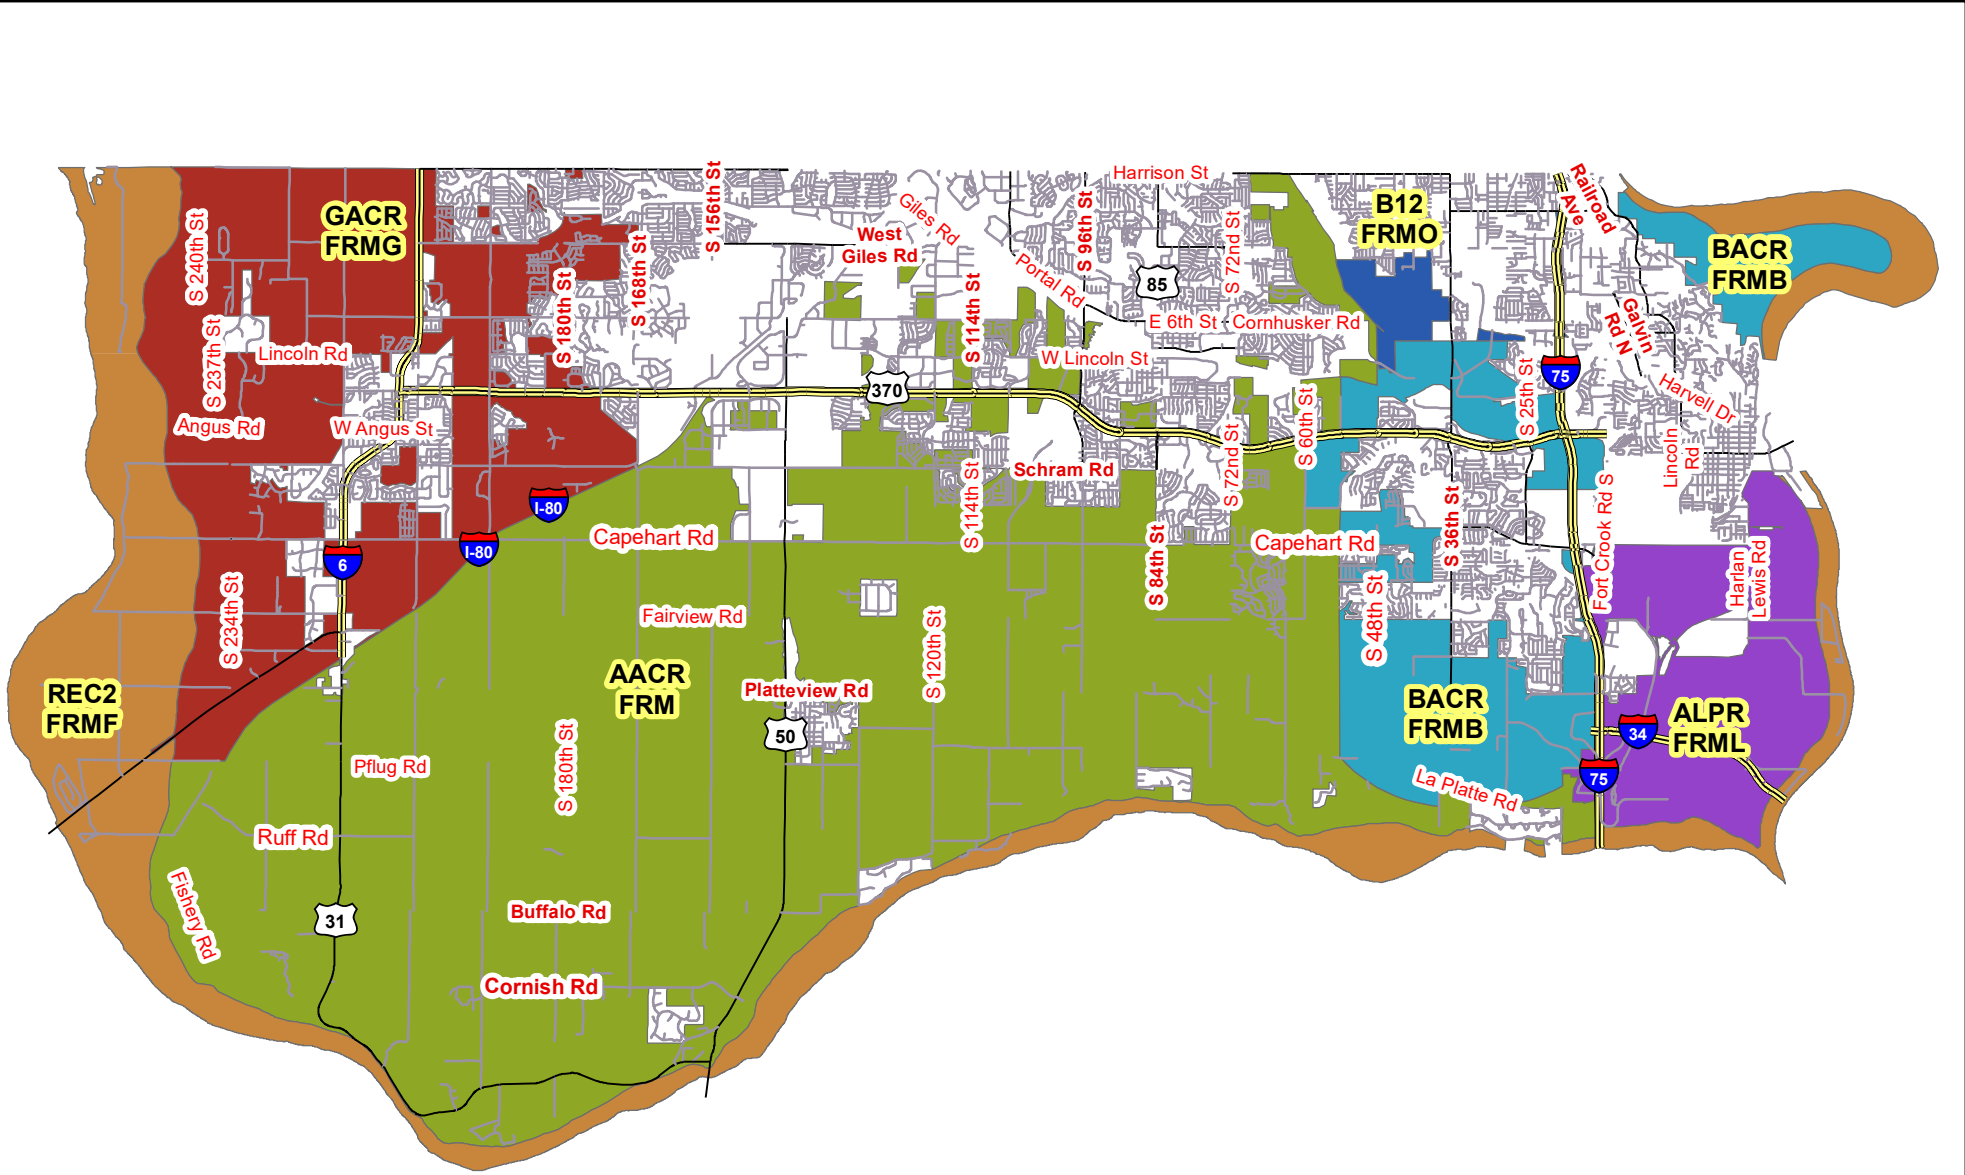 Harrison St
Railroad
Ave
S 156th St
Giles Rd
West
Giles Rd
S 96th St
S 72nd St
B12
FRMO
GACR
FRMG
S 240th St
S 168th St
BACR
FRMB
S 180th St
Portal Rd
85
S 114th St
Galvin
Rd N
E 6th St
Cornhusker Rd
S 237th St
Lincoln Rd
W Lincoln St
370
75
S 25th St
Harvell Dr
Angus Rd
W Angus St
S 60th St
S 72nd St
Lincoln
Rd
Schram Rd
S 114th St
I-80
I-80
6
Capehart Rd
Capehart Rd
S 84th St
S 36th St
Fort Crook Rd S
Harlan
Lewis Rd
S 234th St
Fairview Rd
S 120th St
S 48th St
REC2
FRMF
AACR
FRM
Platteview Rd
BACR
FRMB
ALPR
FRML
50
34
Pflug Rd
S 180th St
75
La Platte Rd
Ruff Rd
Fishery Rd
31
Buffalo Rd
Cornish Rd